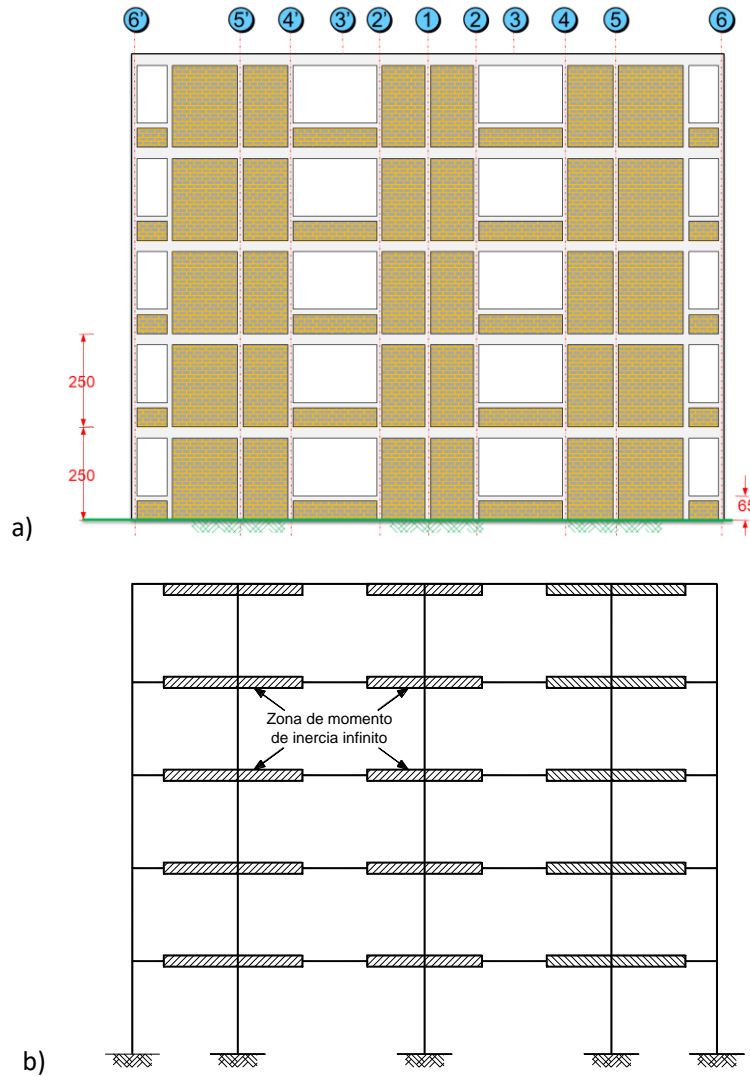 6' 5' 4' 3' 2' 1 2 3 4 5 6
250
250
65
a)
Zona de momento
de inercia infinito
b)